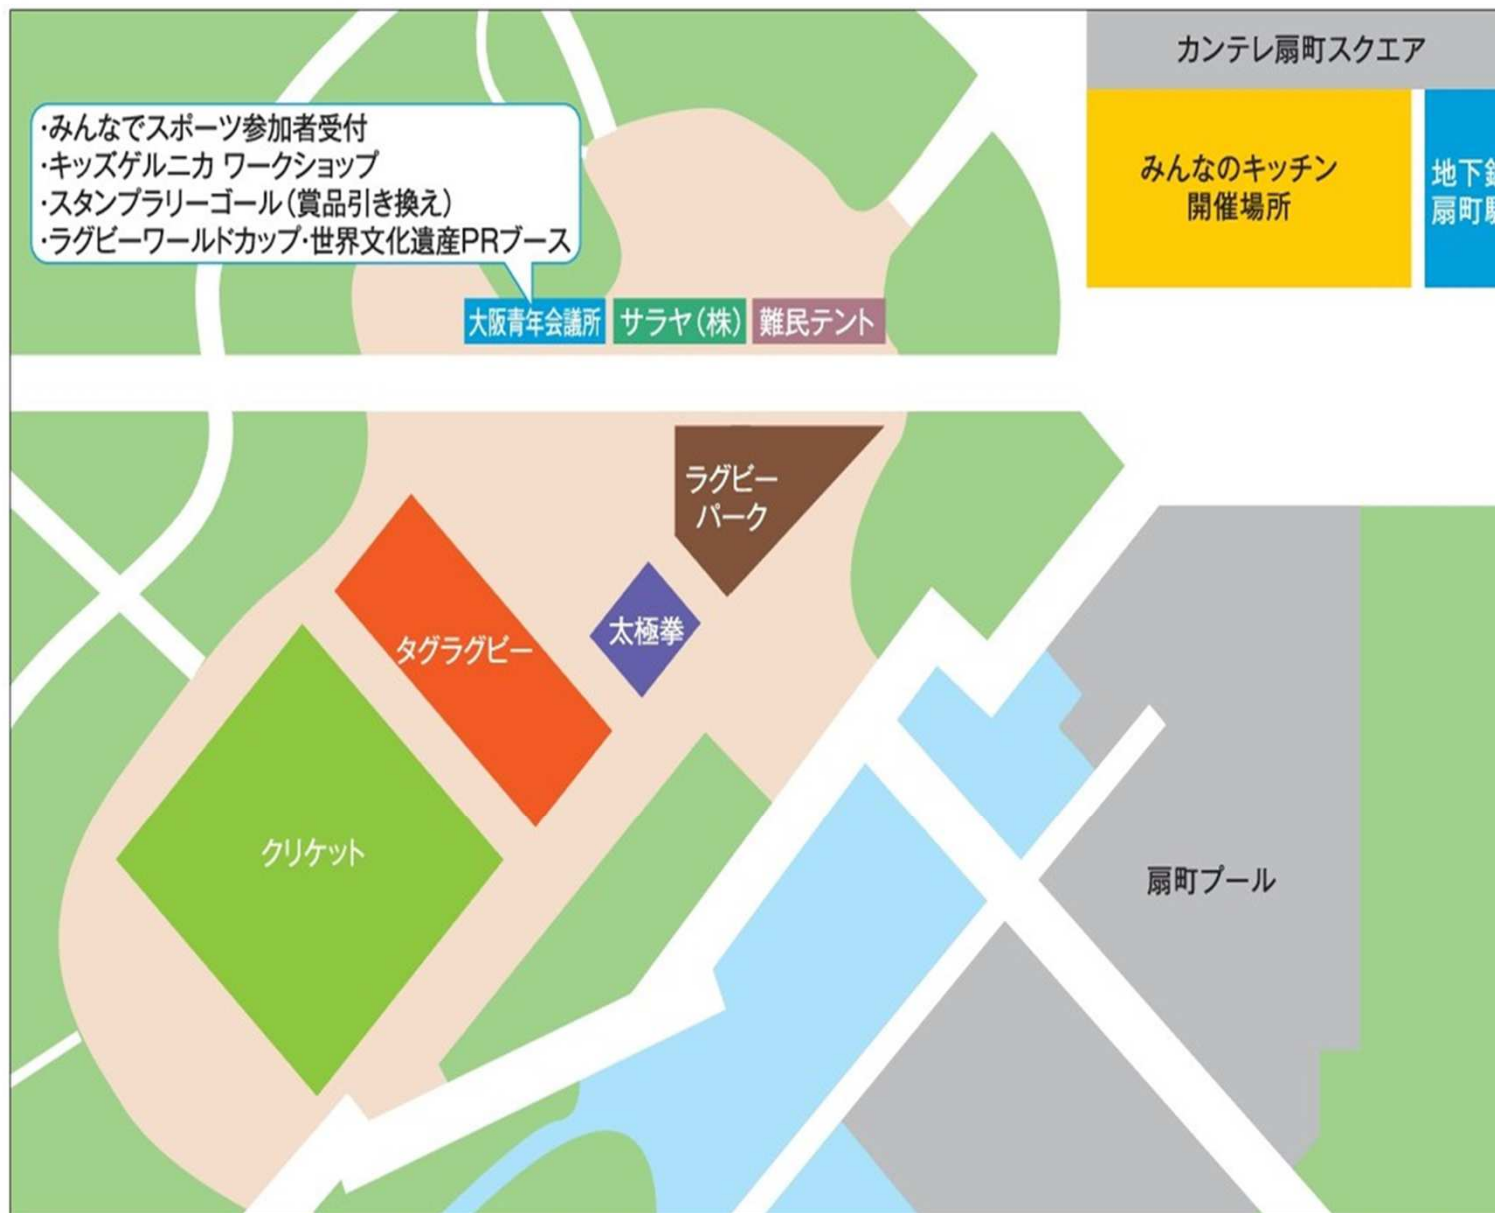 カンテレ扇町スクエア
・みんなでスポーツ参加者受付
・キッズゲルニカ ワークショップ
・スタンプラリーゴール（賞品引き換え）
・ラグビーワールドカップ・世界文化遺産PRブース
みんなのキッチン
開催場所
地下
扇町
大阪青年会議所
サラヤ（株）
難民テント
ラグビー
パーク
太極拳
タグラグビー
クリケット
扇町プール